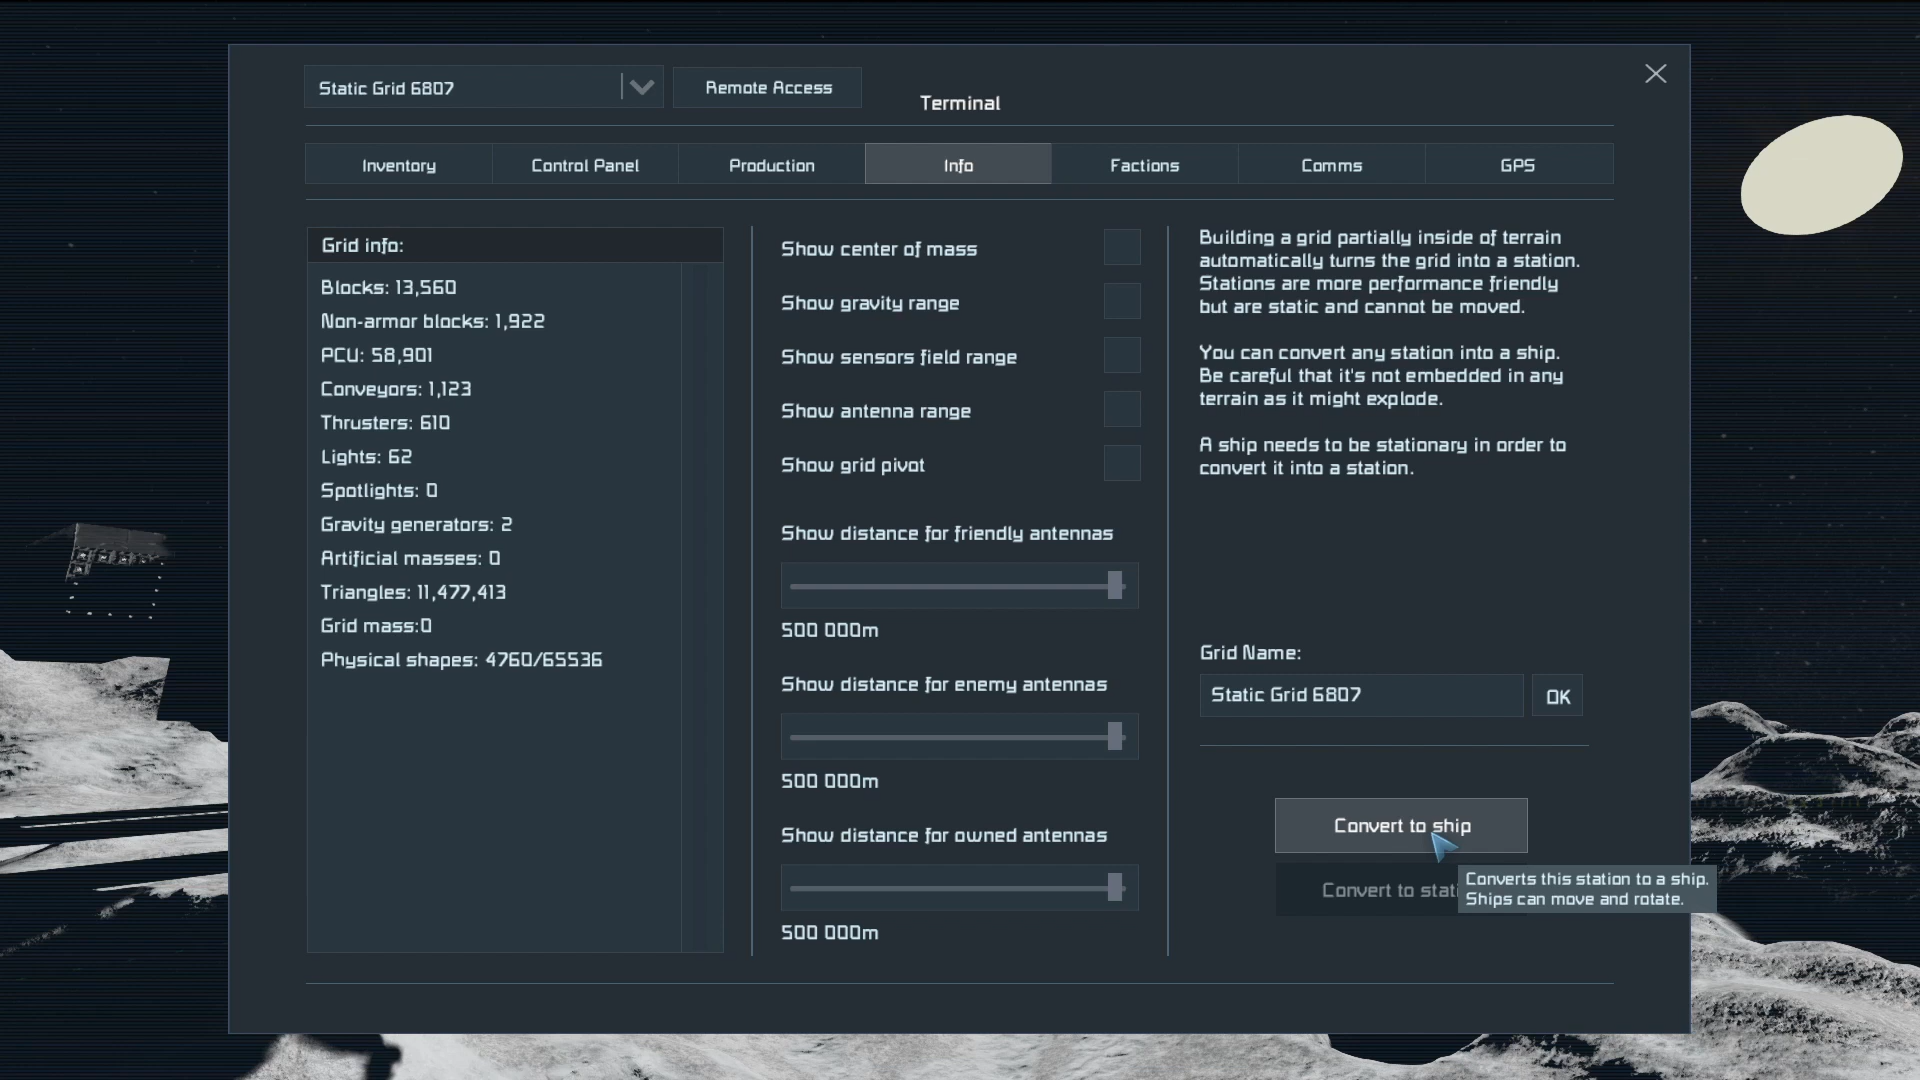 Static Grid 6807
Remote Access
Terminal
Inventory
Control Panel
Production
Info
Factions
Comms
GPS
Grid info:
Blocks: 13,560
Non-armor blocks: 1,922
PCU: 58,901
Conveyors: 1,123
Thrusters: 610
Lights: 62
Spotlights: 0
Gravity generators: 2
Artificial masses: 0
Triangles: 11,477,413
Grid mass:0
Physical shapes: 4760/65536
Show center of mass
Show gravity range
Show sensors field range
Show antenna range
Show grid pivot
Show distance for friendly antennas
500 000m
Show distance for enemy antennas
500 000m
Show distance for owned antennas
500 000m
Building a grid partially inside of terrain
automatically turns the grid into a station.
Stations are more performance friendly
but are static and cannot be moved.
You can convert any station into a ship.
Be careful that it's not embedded in any
terrain as it might explode.
A ship needs to be stationary in order to
convert it into a station.
Grid Name:
Static Grid 6807
OK
Convert to ship
Convert to stati
Converts this station to a ship.
Ships can move and rotate.